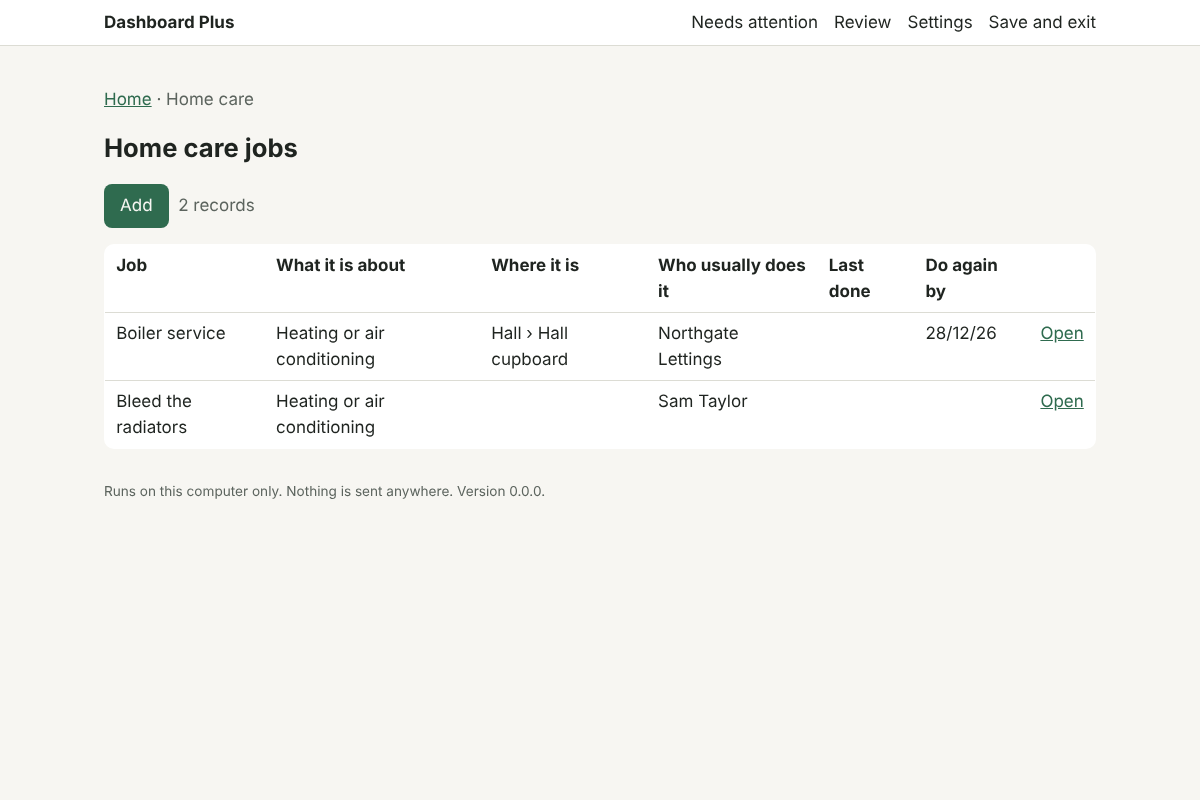 Dashboard Plus
Needs attention Review Settings Save and exit
Home · Home care
Home care jobs
Add 2 records
Job What it is about Where it is Who usually does it Last done Do again by
Boiler service Heating or air conditioning Hall › Hall cupboard Northgate Lettings 28/12/26 Open
Bleed the radiators Heating or air conditioning Sam Taylor Open
Runs on this computer only. Nothing is sent anywhere. Version 0.0.0.